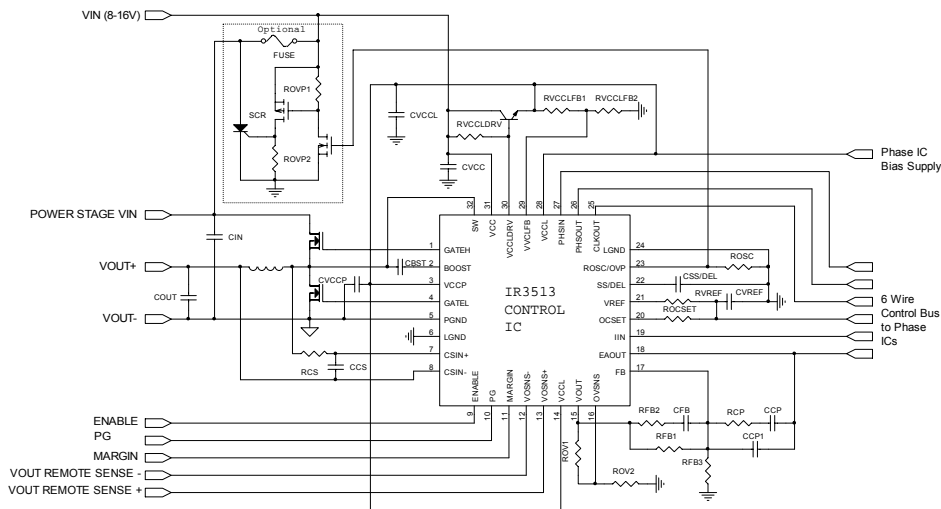 VIN (8-16V)
Optional
FUSE
ROVP1
SCR
ROVP2
CVCCL
RVCCLDRV
CVCC
RVCCLFB1
RVCCLFB2
Phase IC
Bias Supply
POWER STAGE VIN
CIN
VOUT+
COUT
VOUT-
CVCCP
CBST
RCS
CCS
32
31
30
29
28
27
26
25
SW
VCC
VCCLDRV
VVCLFB
VCCL
PHSIN
PHSOUT
CLKOUT
1
GATEH
2
BOOST
3
VCCP
4
GATEL
5
PGND
6
LGND
7
CSIN+
8
CSIN-
IR3513
CONTROL
IC
LGND
24
ROSC/OVP
23
SS/DEL
22
VREF
21
OCSET
20
IIN
19
EAOUT
18
FB
17
ROSC
CSS/DEL
RVREF
CVREF
ROCSET
6 Wire
Control Bus
to Phase
ICs
ENABLE
PG
MARGIN
VOSNS-
VOSNS+
VCCL
VOUT
OVSNS
9
10
11
12
13
14
15
16
RFB2
CFB
RCP
CCP
RFB1
CCP1
RFB3
ROV1
ROV2
ENABLE
PG
MARGIN
VOUT REMOTE SENSE -
VOUT REMOTE SENSE +